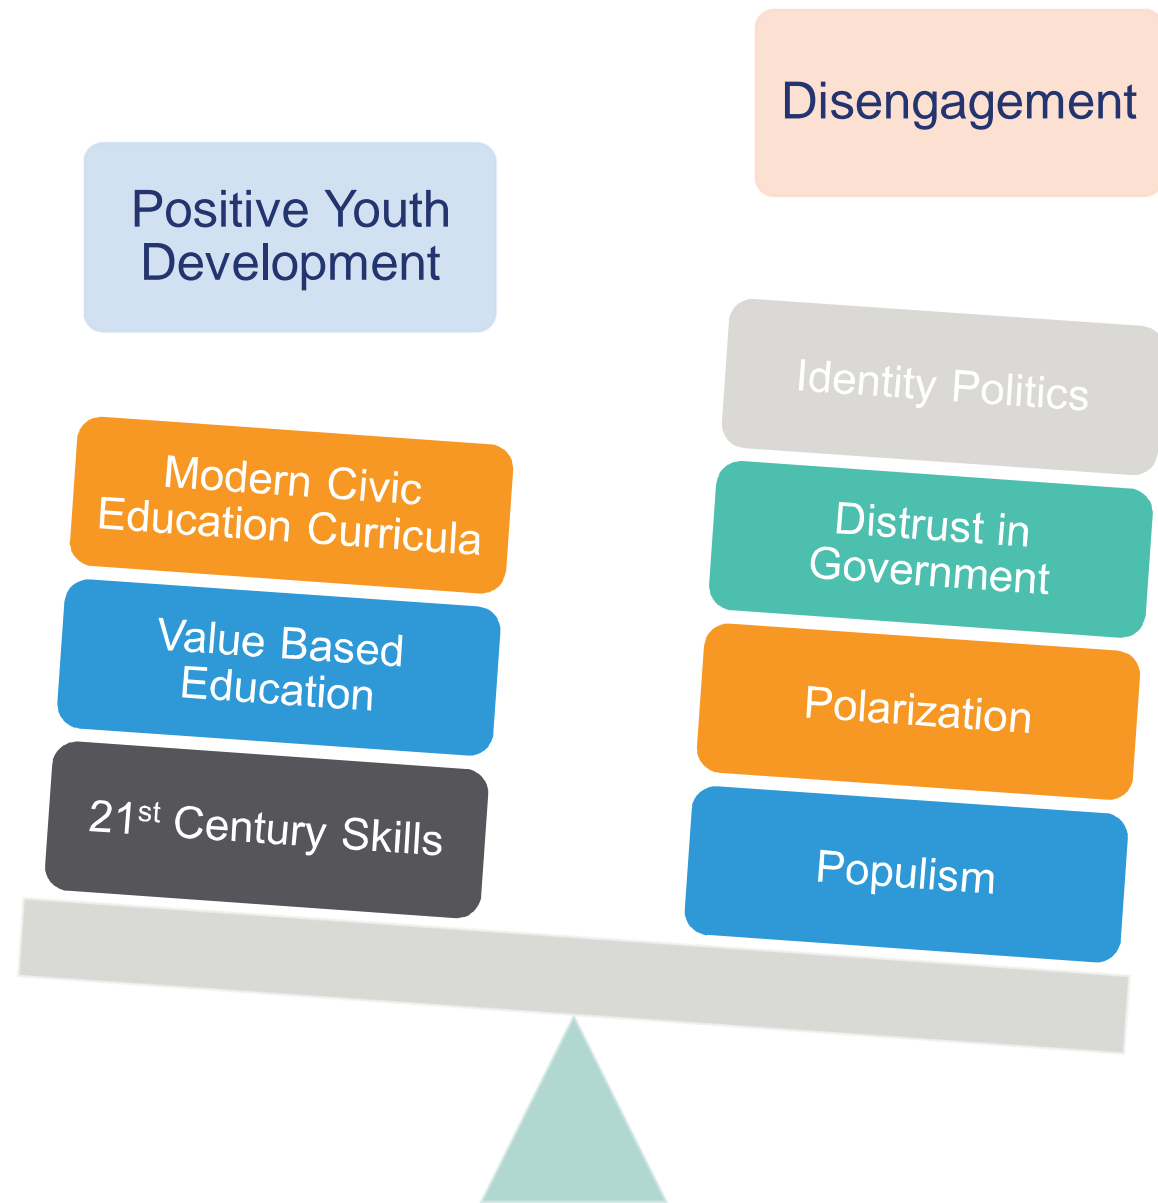 Positive Youth
Development
Modern Civic
Education Curricula
Value Based
Education
21st Century Skills
Disengagement
Identity Politics
Distrust in
Government
Polarization
Populism